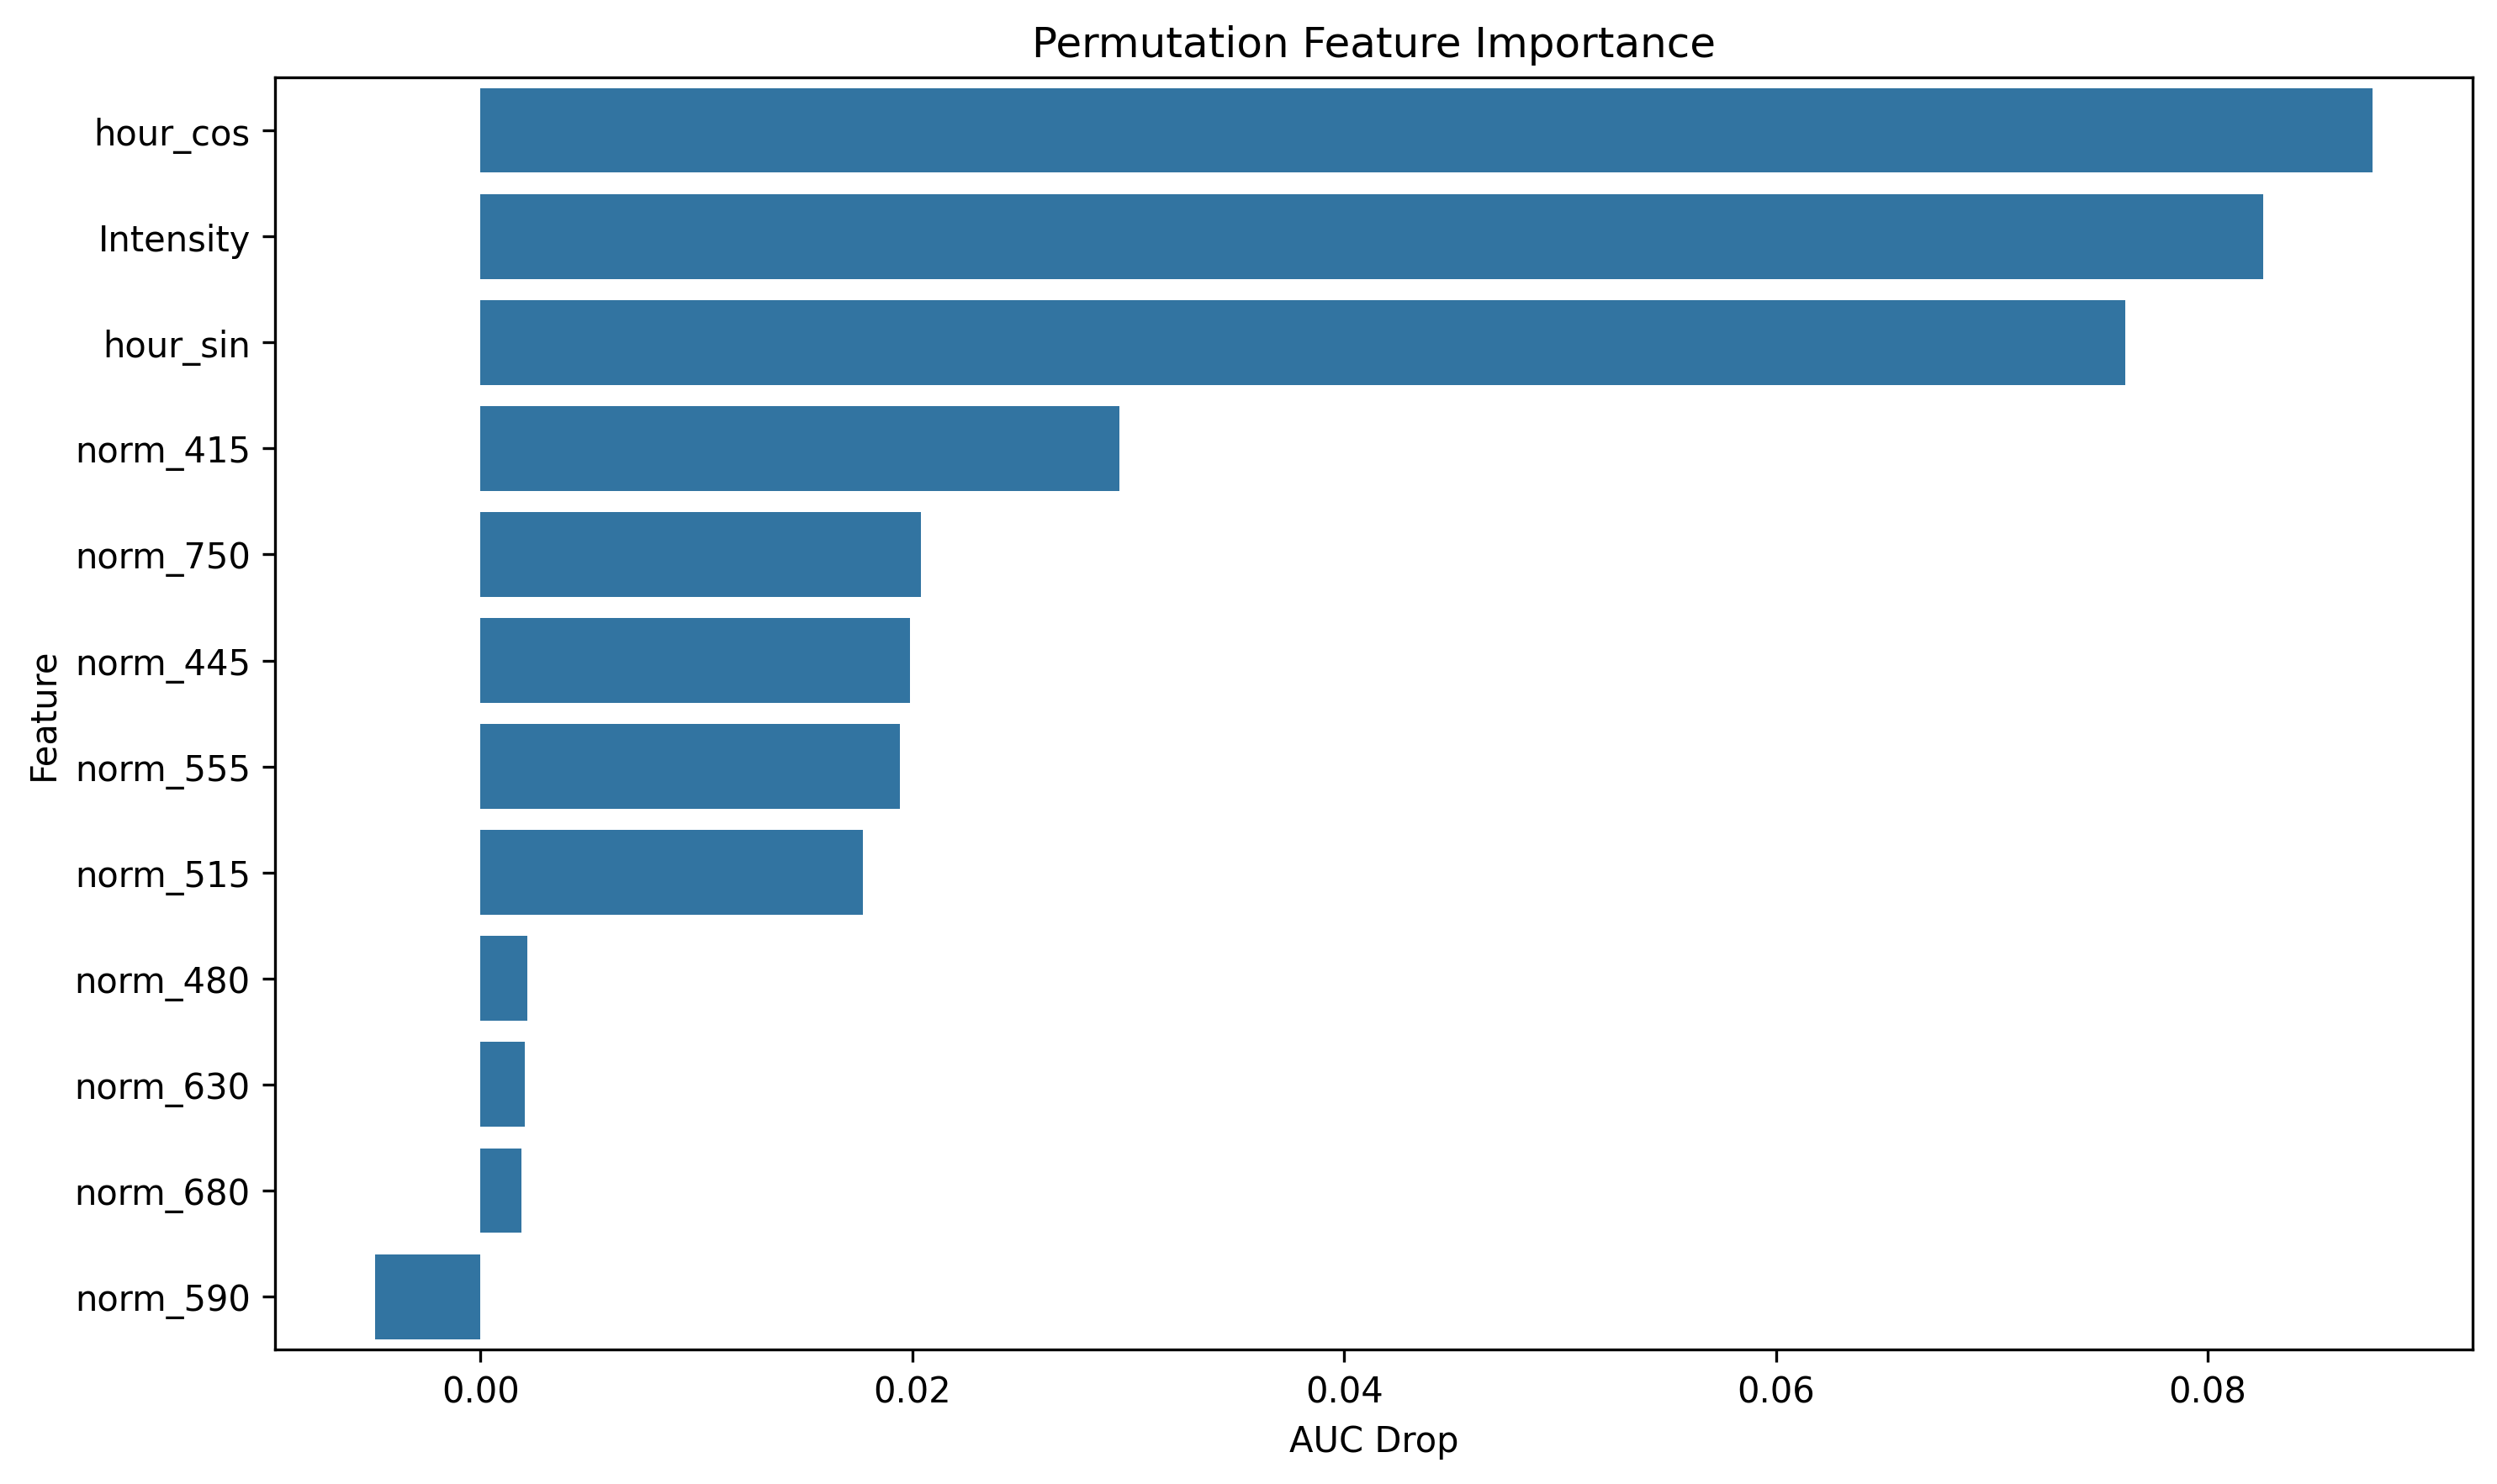 Permutation Feature Importance
hour_cos
Intensity
hour_sin
norm_415
norm_750
norm_445
norm_555
norm_515
norm_480
norm_630
norm_680
norm_590
Feature
0.00 0.02 0.04 0.06 0.08
AUC Drop